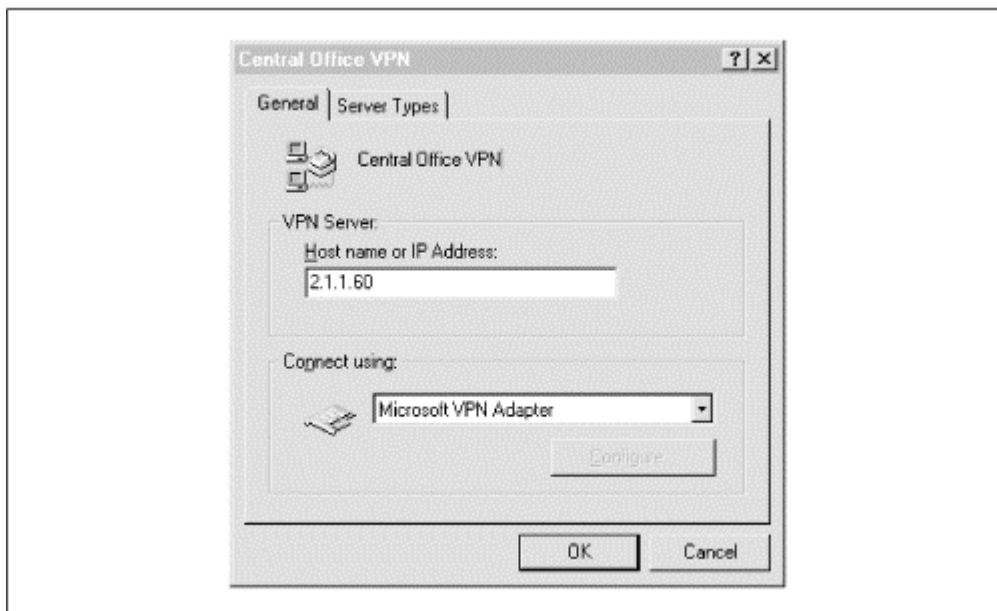 Central Office VPN
General
Server Types
Central Office VPN
VPN Server:
Host name or IP Address:
2.1.1.60
Connect using:
Microsoft VPN Adapter
Configure...
OK
Cancel